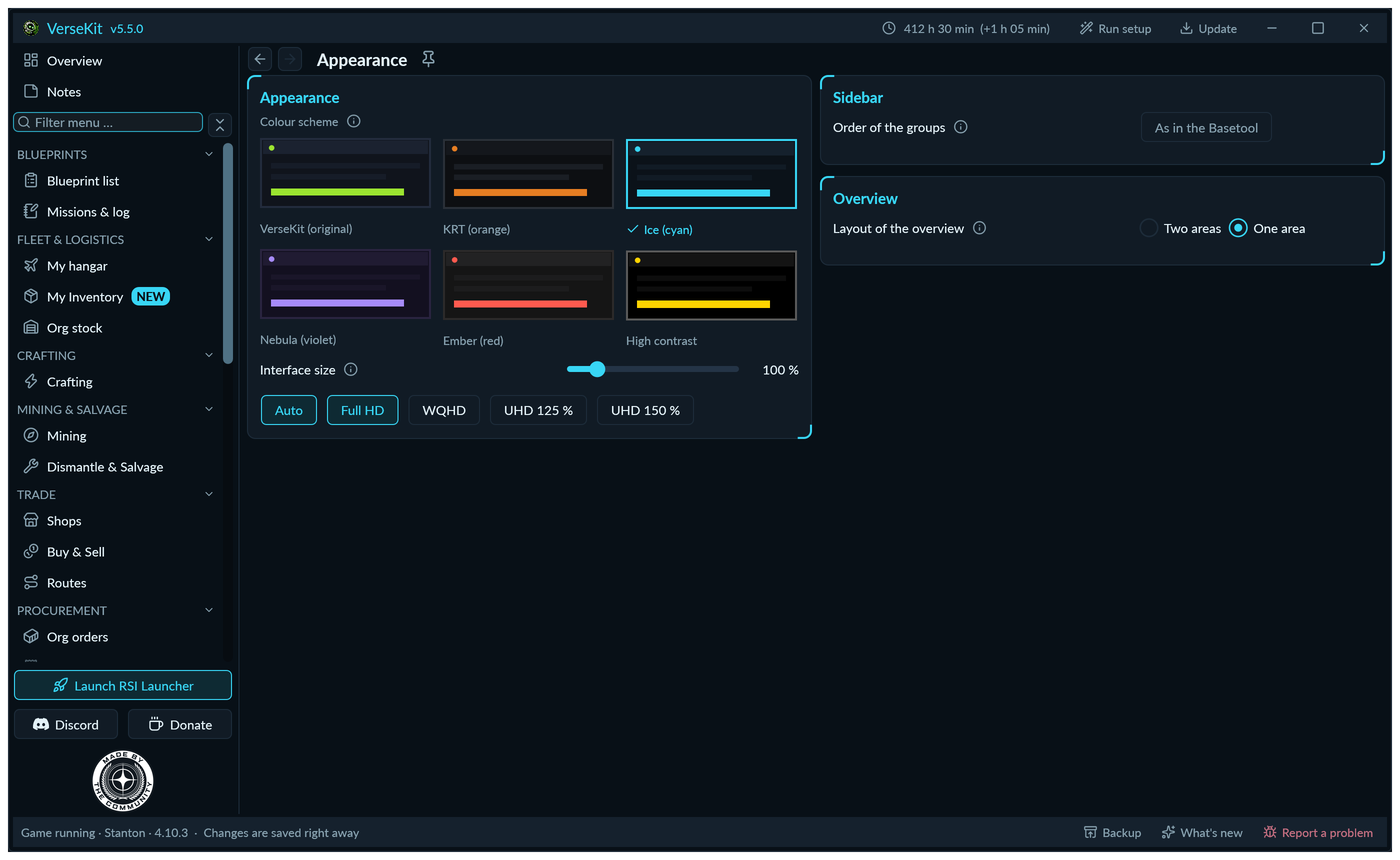 VerseKit v5.5.0
412 h 30 min (+1 h 05 min)
Run setup
Update
Overview
Notes
Filter menu ...
BLUEPRINTS
Blueprint list
Missions & log
FLEET & LOGISTICS
My hangar
My Inventory NEW
Org stock
CRAFTING
Crafting
MINING & SALVAGE
Mining
Dismantle & Salvage
TRADE
Shops
Buy & Sell
Routes
PROCUREMENT
Org orders
Launch RSI Launcher
Discord
Donate
MADE BY
THE COMMUNITY
Appearance
Appearance
Colour scheme
VerseKit (original)
KRT (orange)
Ice (cyan)
Nebula (violet)
Ember (red)
High contrast
Interface size
100 %
Auto
Full HD
WQHD
UHD 125 %
UHD 150 %
Sidebar
Order of the groups
As in the Basetool
Overview
Layout of the overview
Two areas
One area
Game running · Stanton · 4.10.3 · Changes are saved right away
Backup
What's new
Report a problem